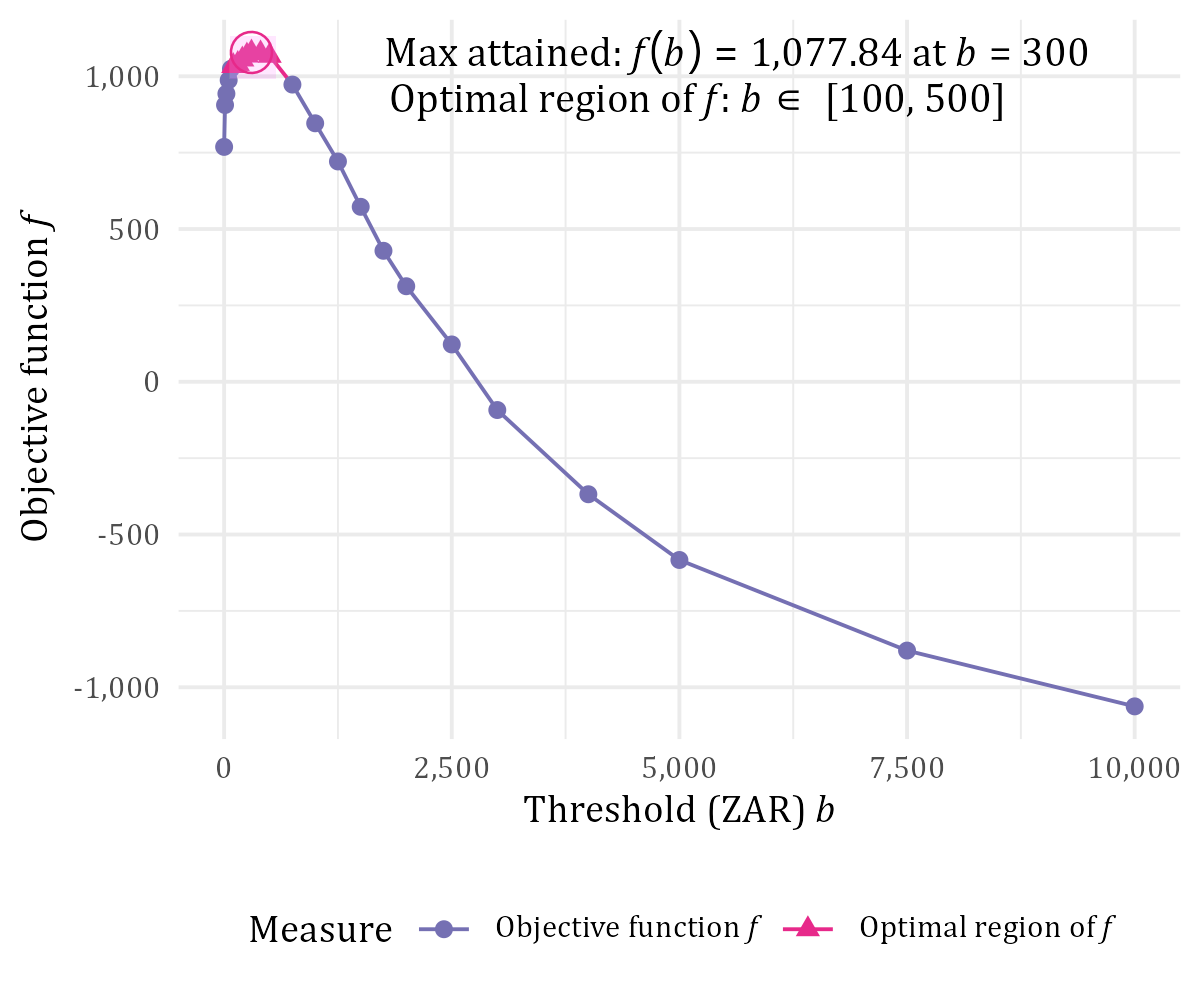 Max attained: f(b) = 1,077.84 at b = 300
Optimal region of f: b ∈ [100, 500]
1,000
500
0
-500
-1,000
Objective function f
0 2,500 5,000 7,500 10,000
Threshold (ZAR) b
Measure Objective function f Optimal region of f